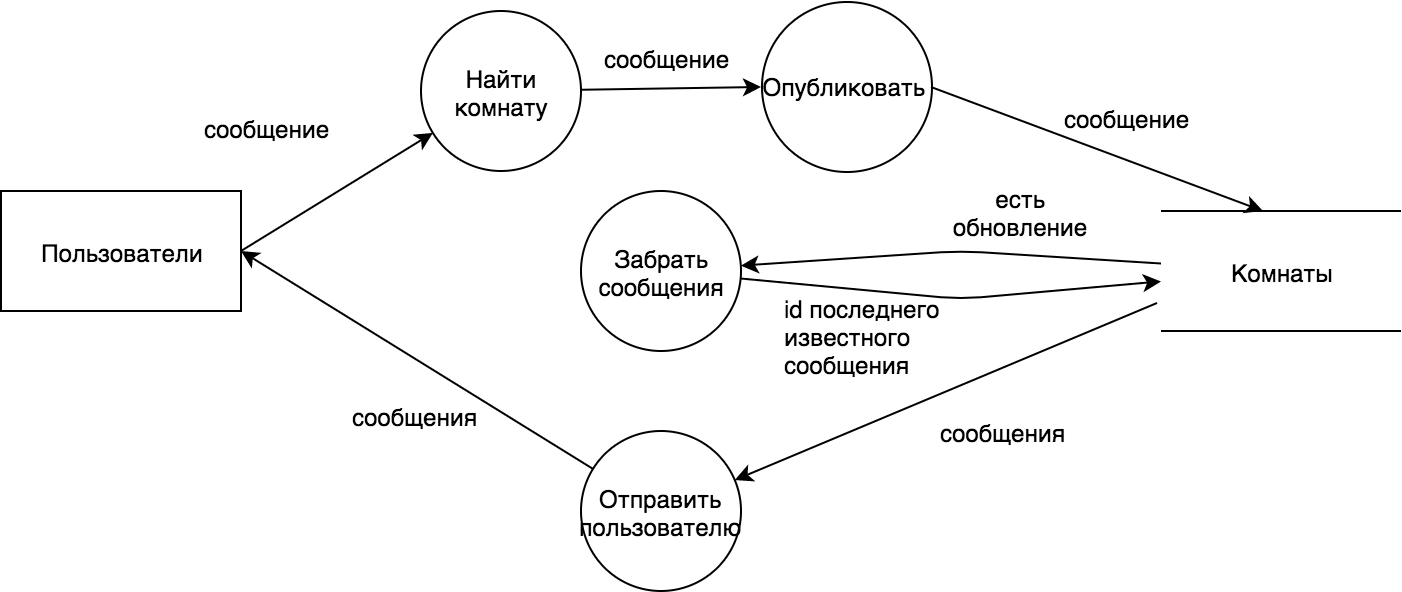 сообщение
Найти
комнату
сообщение
Опубликовать
сообщение
Пользователи
Забрать
сообщения
есть
обновление
id последнего
известного
сообщения
Комнаты
сообщения
Отправить
пользователю
сообщения